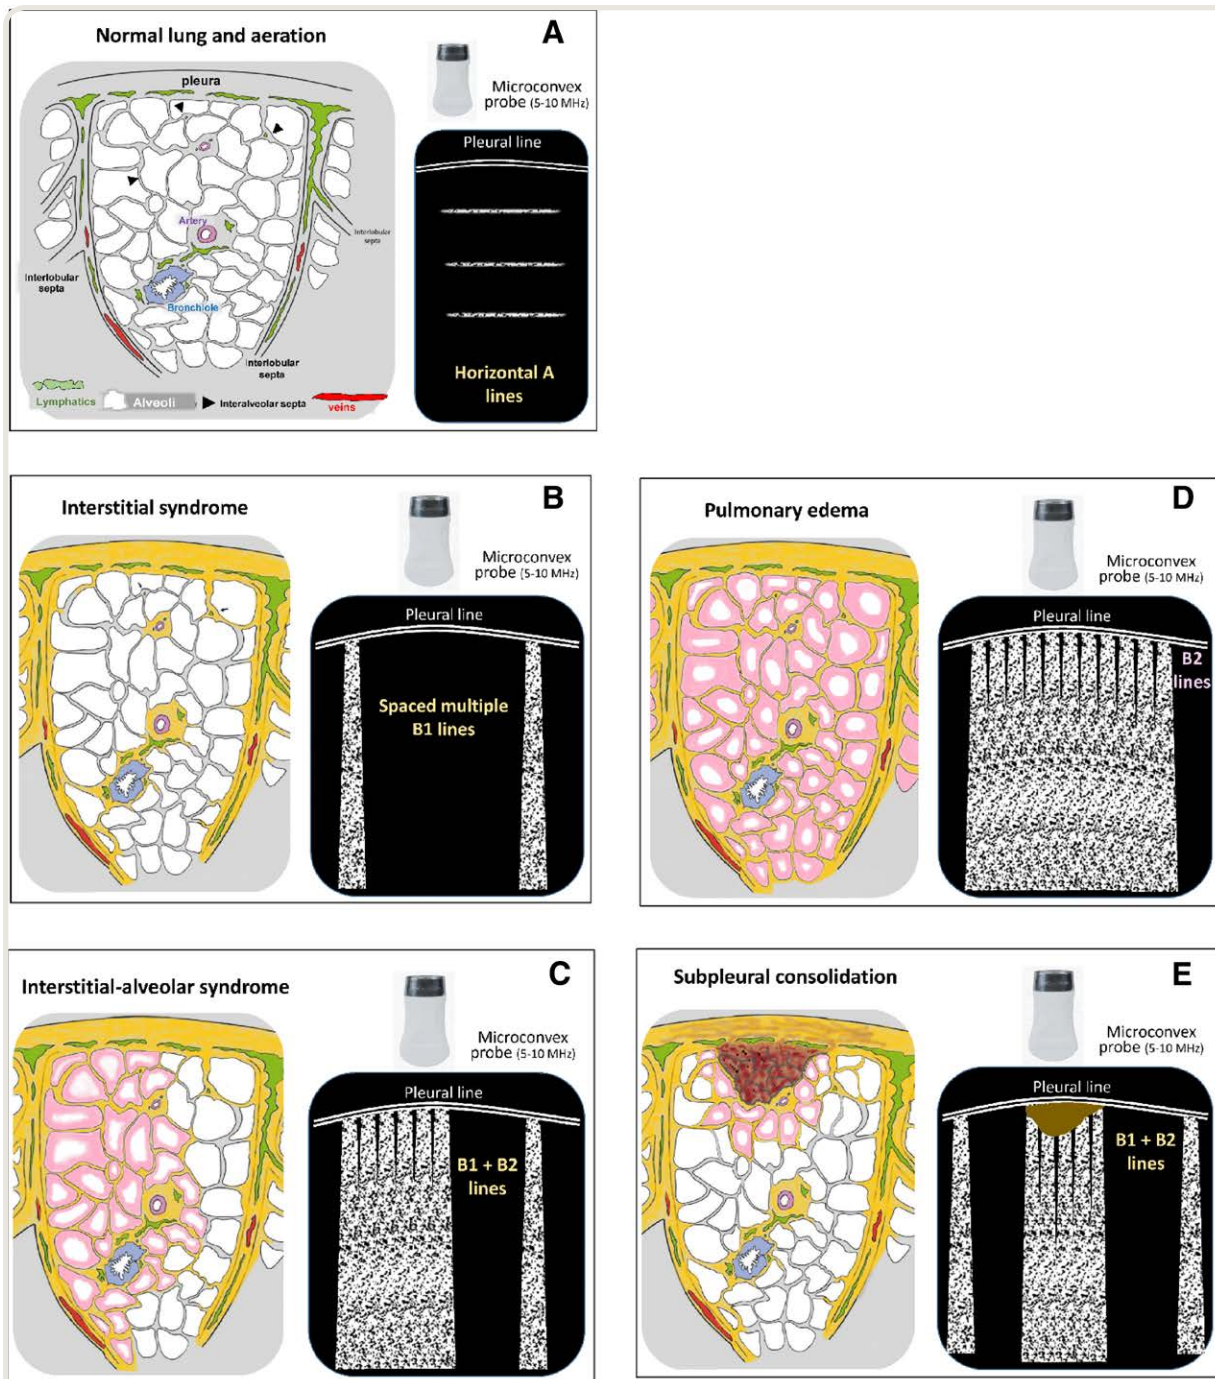 Normal lung and aeration
A
pleura
Artery
Bronchiole
Interlobular
septa
Interlobular
septa
Interlobular
septa
Lymphatics
Alveoli
Interalveolar septa
veins
Microconvex
probe (5-10 MHz)
Pleural line
Horizontal A
lines
Interstitial syndrome
B
Microconvex
probe (5-10 MHz)
Pleural line
Spaced multiple
B1 lines
Pulmonary edema
D
Microconvex
probe (5-10 MHz)
Pleural line
B2
lines
Interstitial-alveolar syndrome
C
Microconvex
probe (5-10 MHz)
Pleural line
B1 + B2
lines
Subpleural consolidation
E
Microconvex
probe (5-10 MHz)
Pleural line
B1 + B2
lines